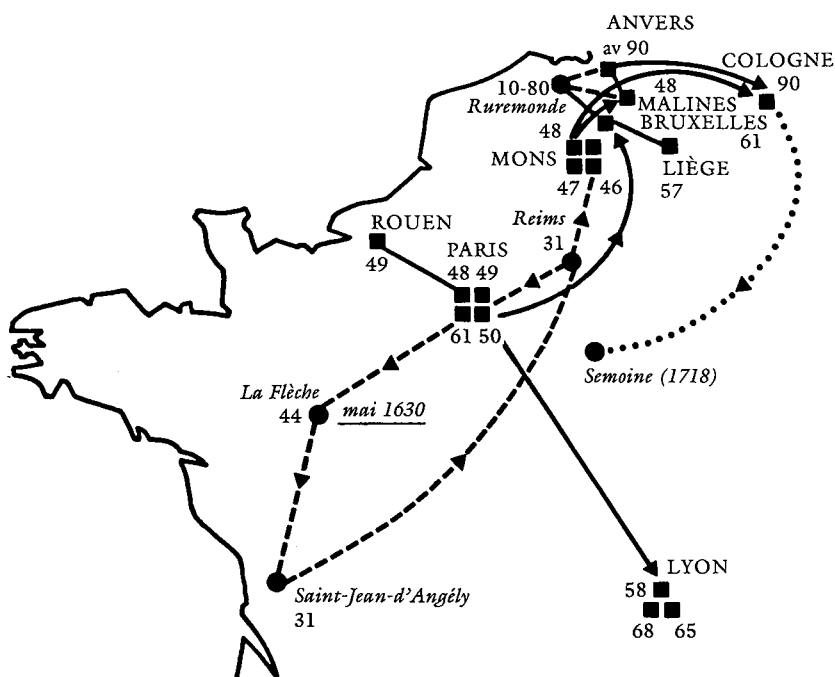 ANVERS
av 90
COLOGNE
90
10-80
48
Ruremonde
MALINES
48
BRUXELLES
61
MONS
LIÈGE
47
46
57
Reims
31
ROUEN
49
PARIS
48 49
61 50
Semoine (1718)
La Flèche
44
mai 1630
LYON
58
68
65
Saint-Jean-d'Angély
31